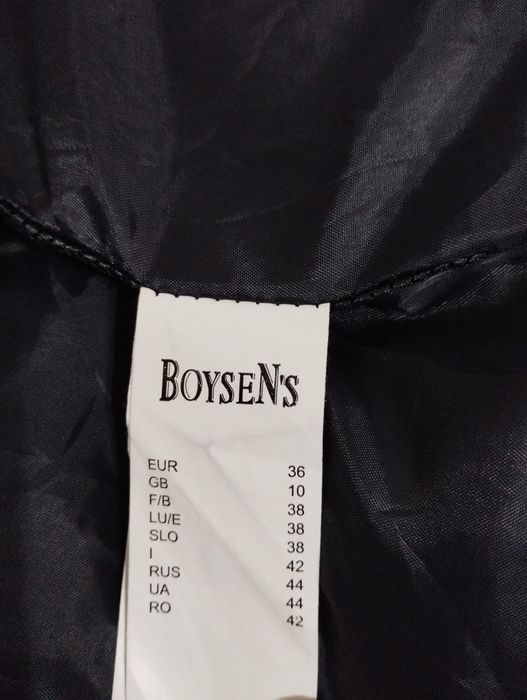 BOYSEN'S
EUR 36
GB 10
F/B 38
LU/E 38
SLO 38
I 42
RUS 44
UA 44
RO 42